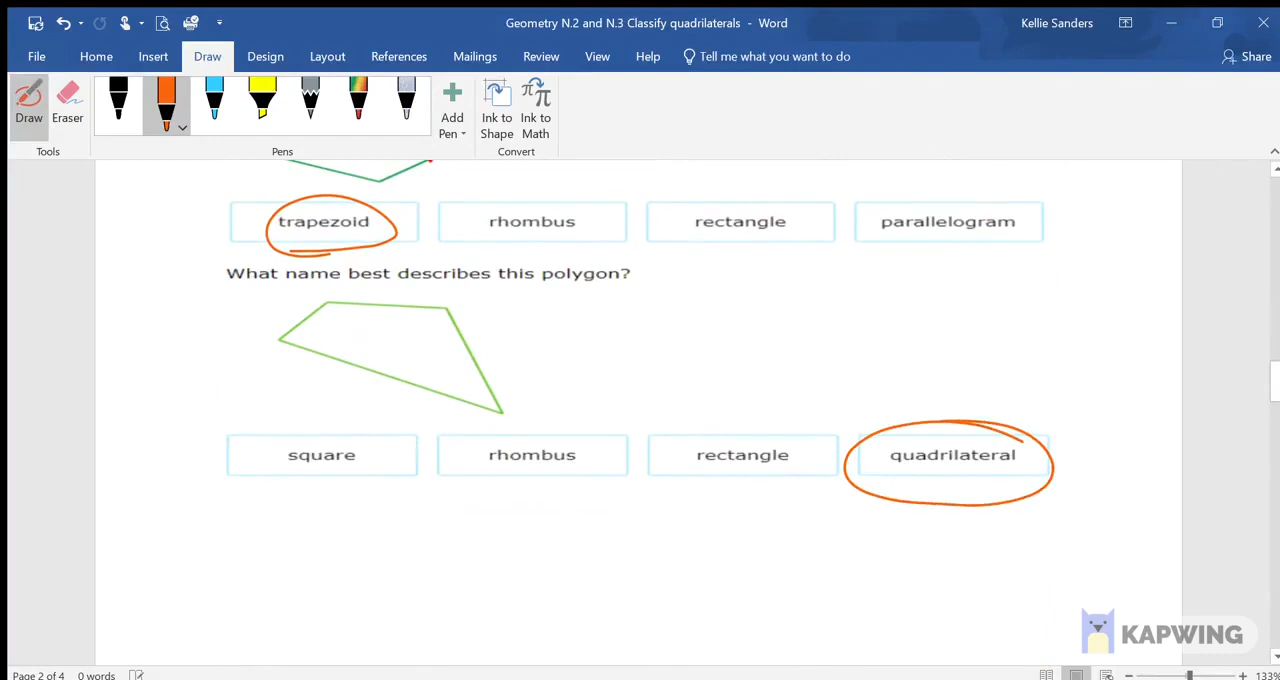 Geometry N.2 and N.3 Classify quadrilaterals - Word
Kellie Sanders
File Home Insert Draw Design Layout References Mailings Review View Help Tell me what you want to do Share
Draw Eraser Add Pen Ink to Shape Ink to Math
Tools Pens Convert
trapezoid rhombus rectangle parallelogram
What name best describes this polygon?
square rhombus rectangle quadrilateral
KAPWING
Page 2 of 4 0 words 133%